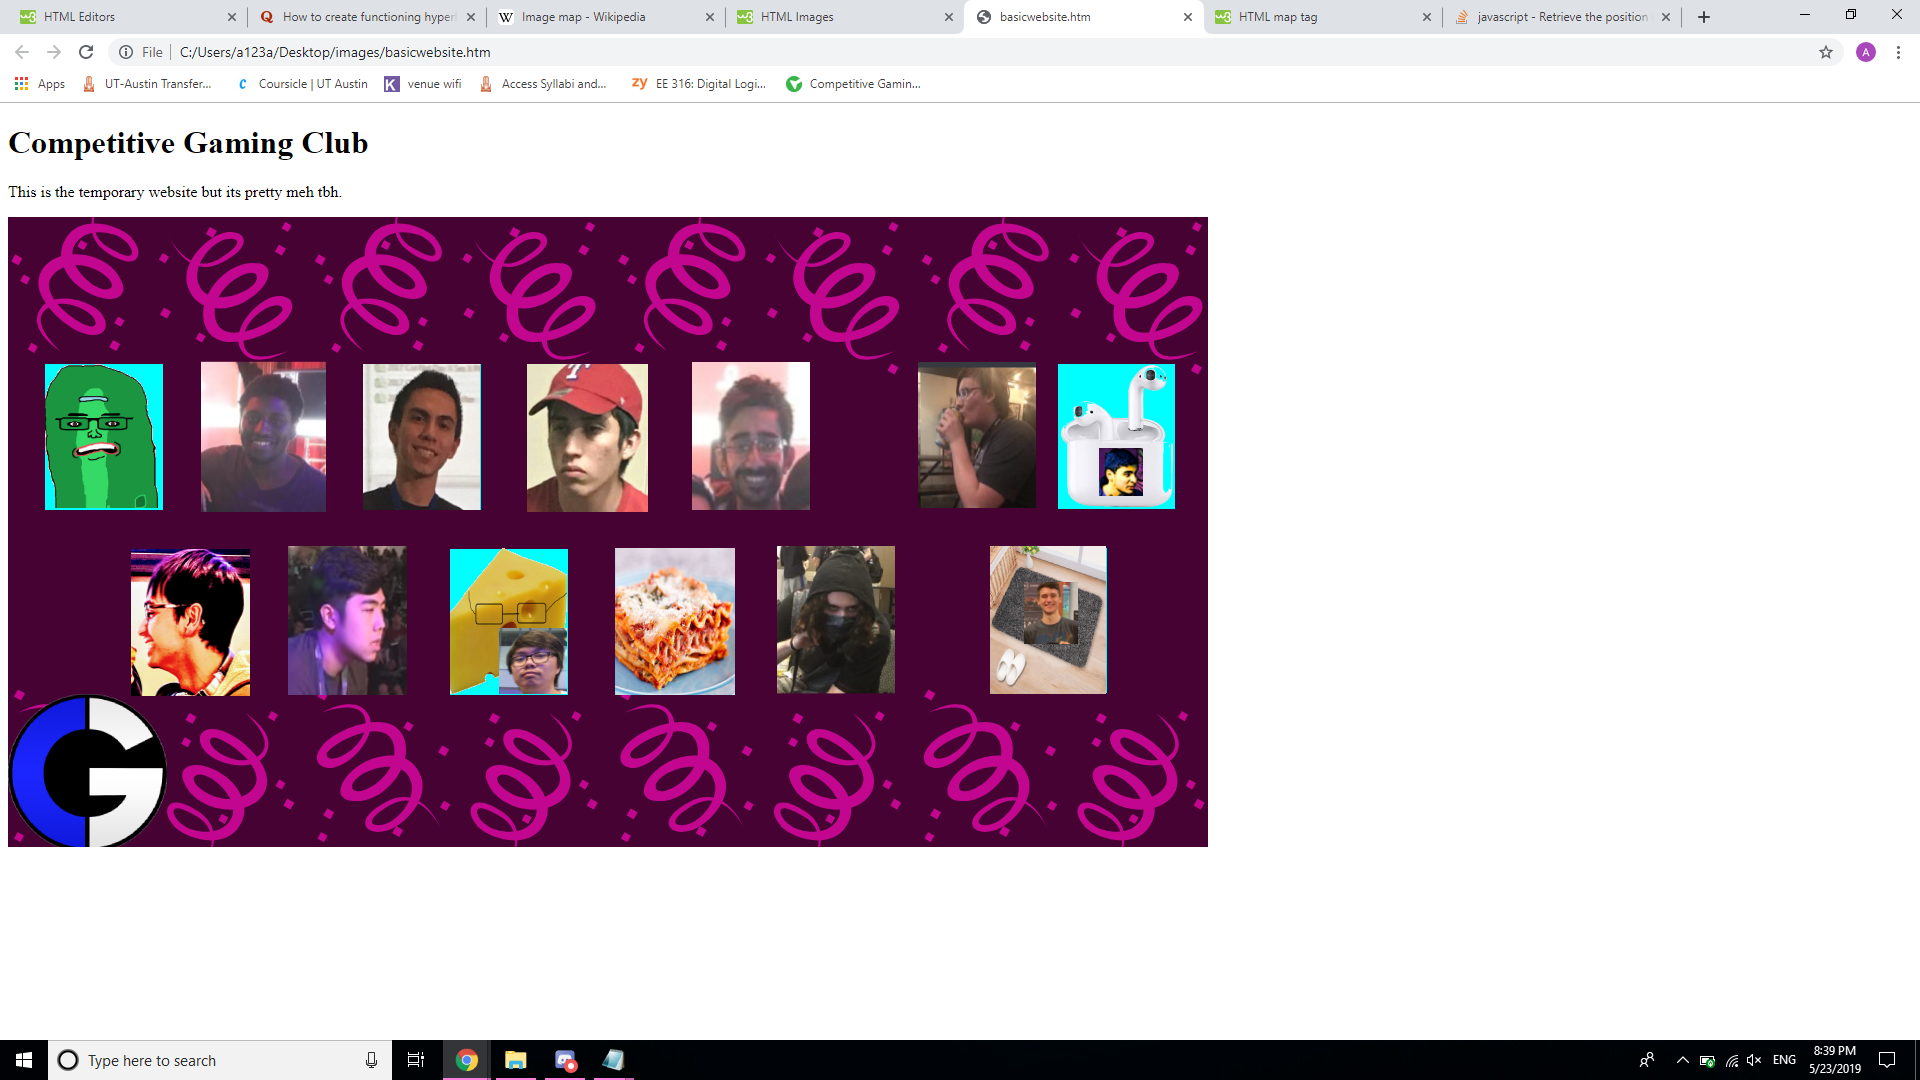 HTML Editors
How to create functioning hyperl
W Image map - Wikipedia
HTML Images
basicwebsite.htm
HTML map tag
javascript - Retrieve the position
File C:/Users/a123a/Desktop/images/basicwebsite.htm
A
Apps
UT-Austin Transfer...
Coursicle | UT Austin
K venue wifi
Access Syllabi and...
zy EE 316: Digital Logi...
Competitive Gamin...
Competitive Gaming Club
This is the temporary website but its pretty meh tbh.
T
CG
Type here to search
ENG
8:39 PM
5/23/2019